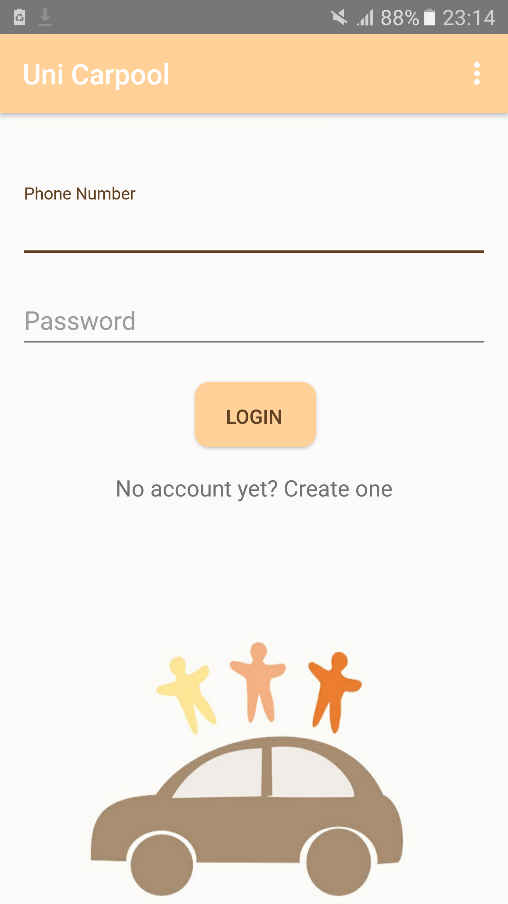 88% 23:14
Uni Carpool
Phone Number
Password
LOGIN
No account yet? Create one